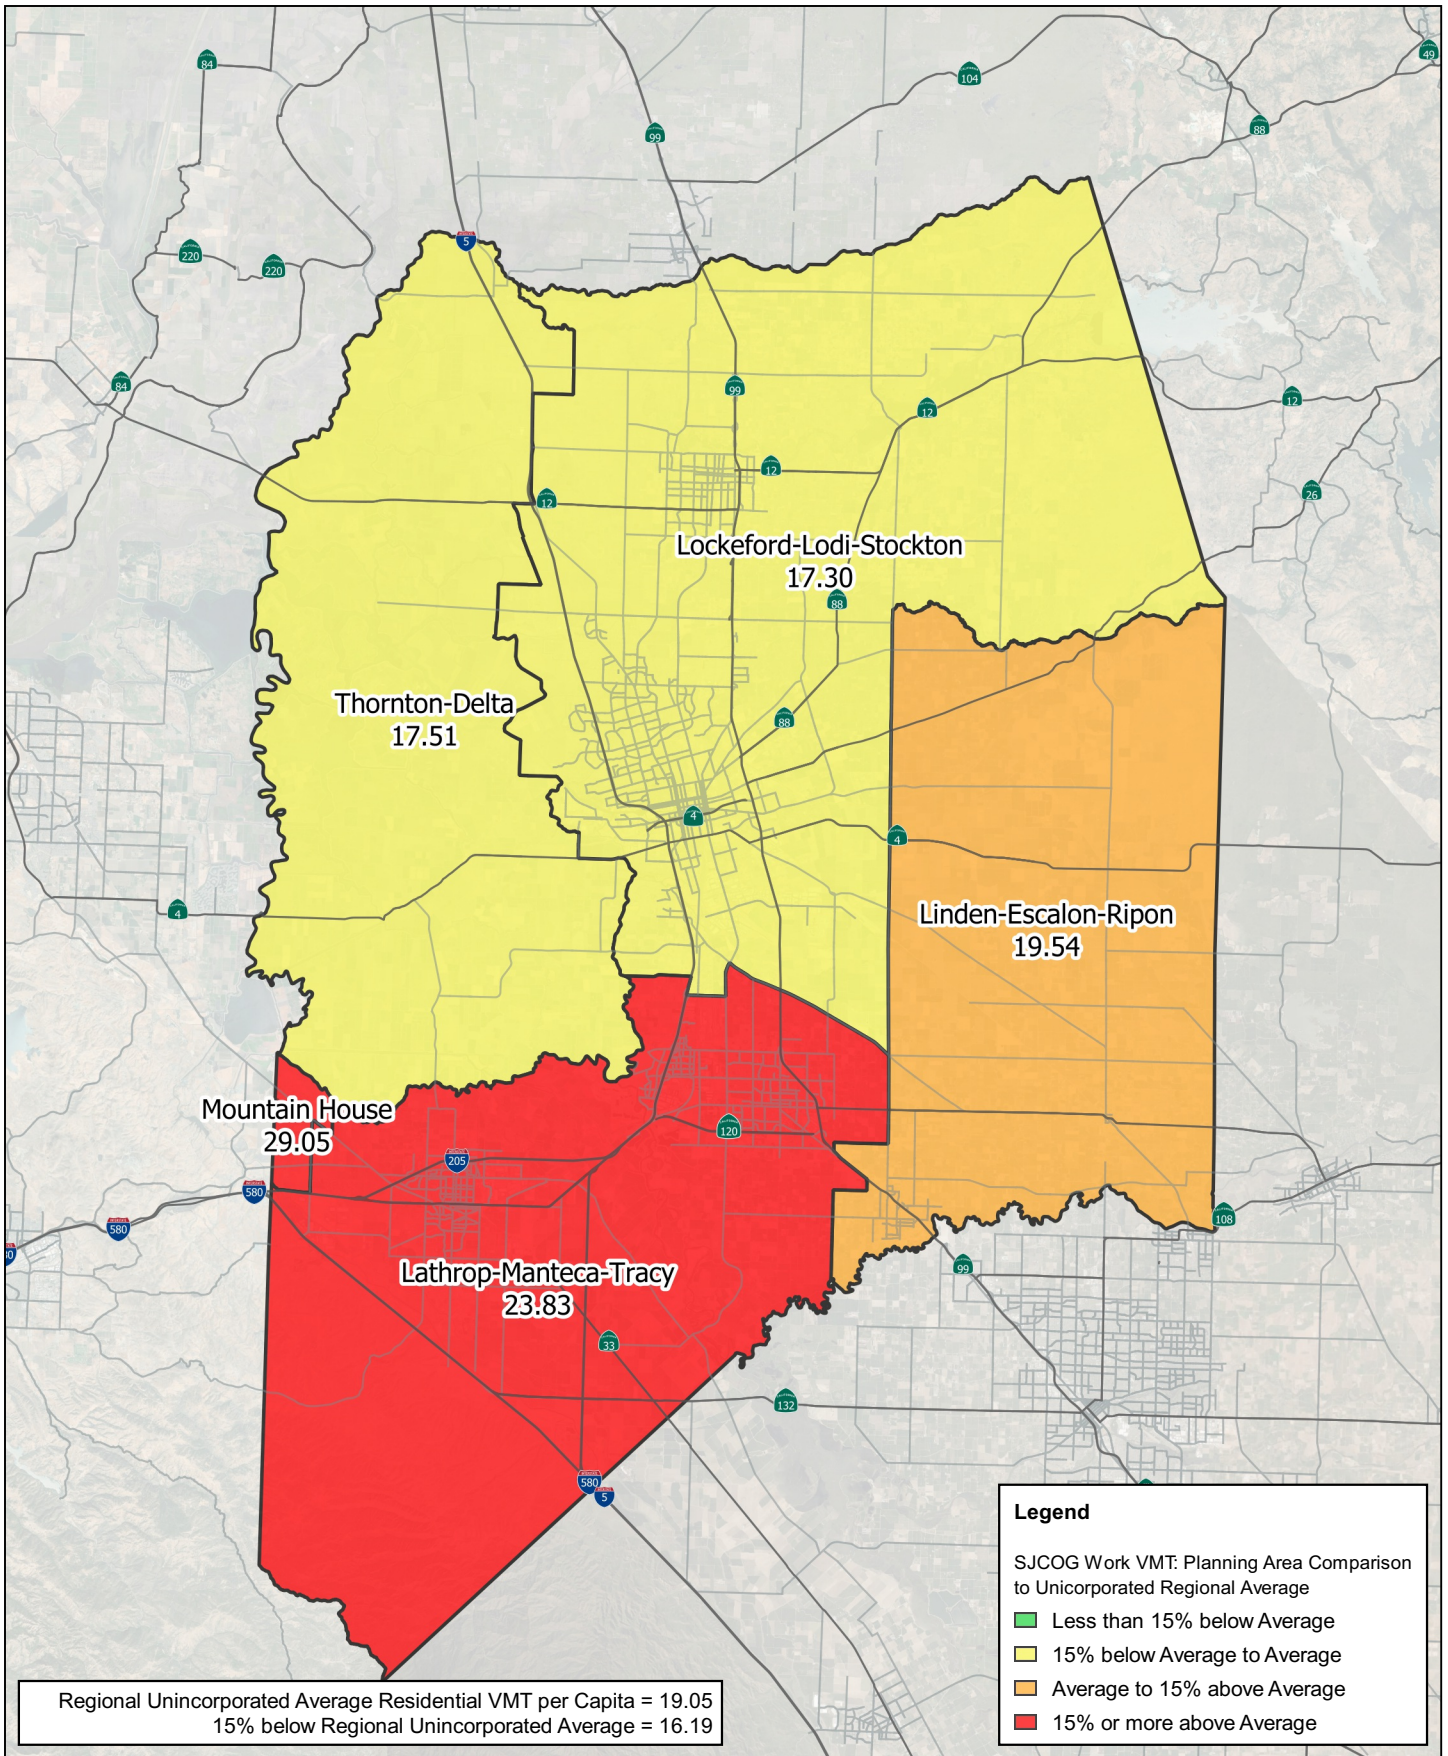 84
49
104
99
88
5
220
220
84
99
12
12
12
12
26
Lockeford-Lodi-Stockton
17.30
88
Thornton-Delta
17.51
88
4
4
4
Linden-Escalon-Ripon
19.54
Mountain House
29.05
120
205
580
580
108
99
Lathrop-Manteca-Tracy
23.83
33
132
580
5
Legend
SJCOG Work VMT: Planning Area Comparison
to Unicorporated Regional Average
Less than 15% below Average
15% below Average to Average
Average to 15% above Average
15% or more above Average
Regional Unincorporated Average Residential VMT per Capita = 19.05
15% below Regional Unincorporated Average = 16.19